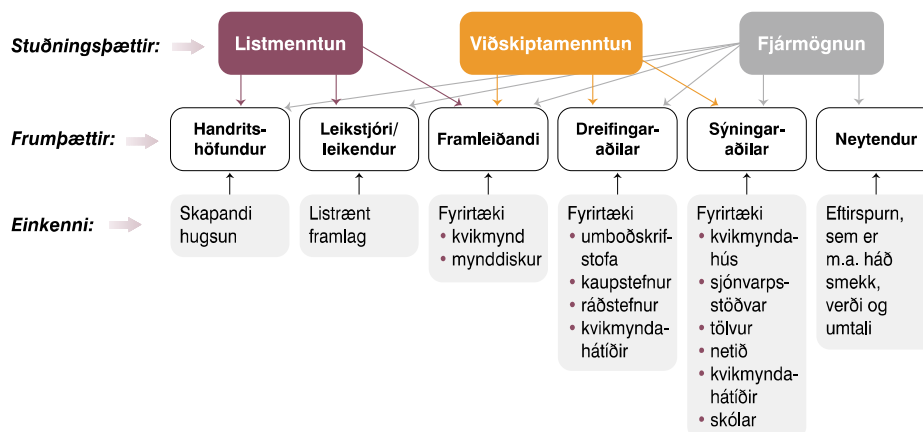 Stuðningsþættir:
Listmenntun
Viðskiptamenntun
Fjármögnun
Frumþættir:
Handrits-
höfundur
Leikstjóri/
leikendur
Framleiðandi
Dreifingar-
aðilar
Sýningar-
aðilar
Neytendur
Einkenni:
Skapandi
hugsun
Listrænt
framlag
Fyrirtæki
• kvikmynd
• mynddiskur
Fyrirtæki
• umboðskrif-
stofa
• kaupstefnur
• ráðstefnur
• kvikmynda-
hátíðir
Fyrirtæki
• kvikmynda-
hús
• sjónvarps-
stöðvar
• tölvur
• netið
• kvikmynda-
hátíðir
• skólar
Eftirspurn,
sem er
m.a. háð
smekk,
verði og
umtali